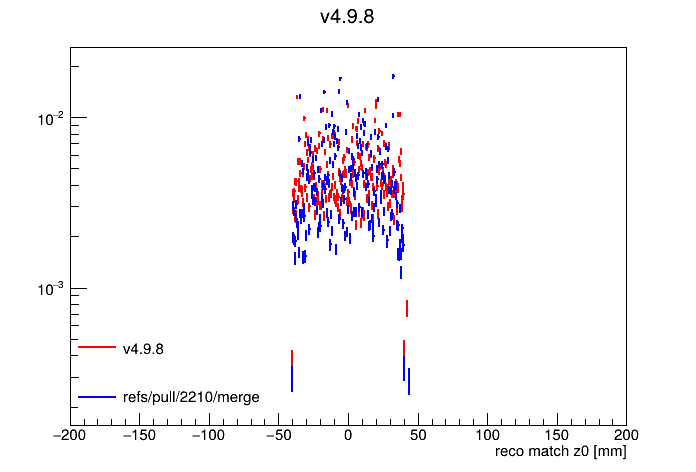 v4.9.8
10⁻²
10⁻³
v4.9.8
refs/pull/2210/merge
−200 −150 −100 −50 0 50 100 150 200
reco match z0 [mm]